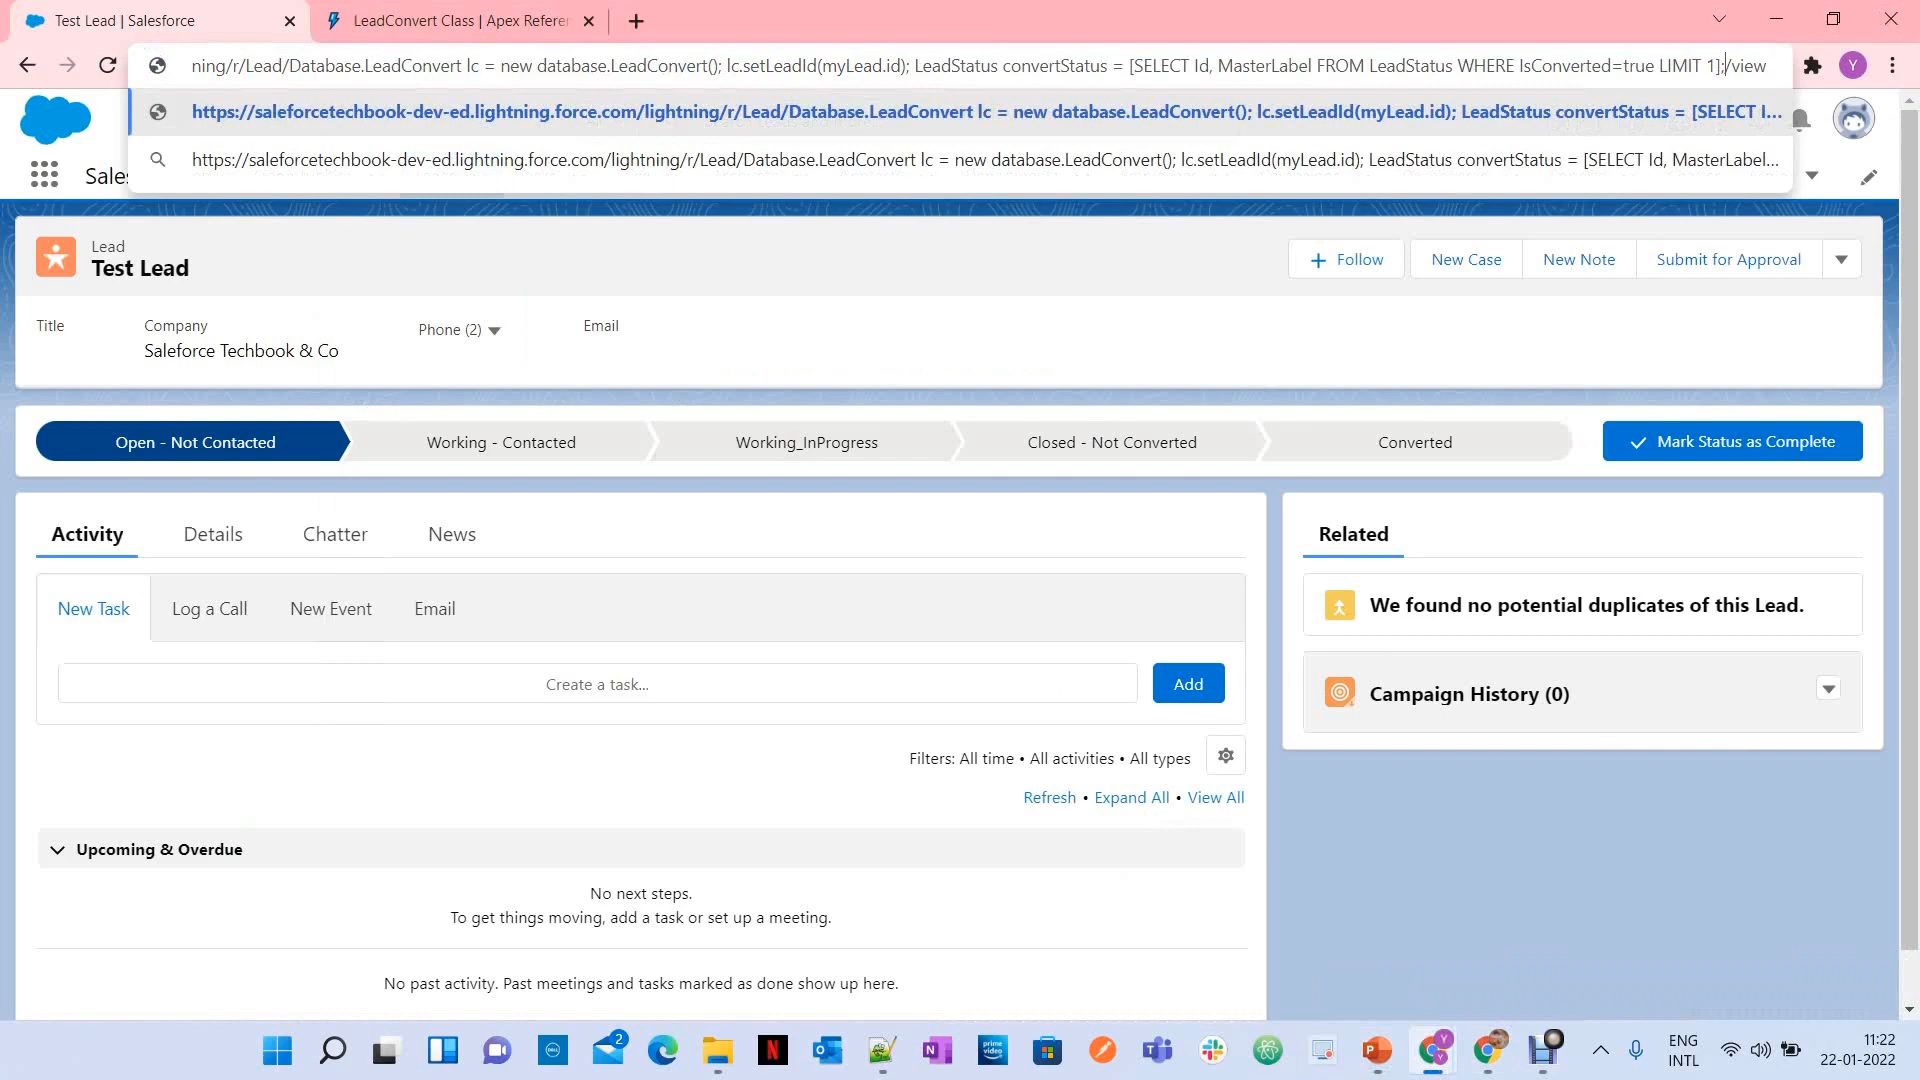 Test Lead | Salesforce
LeadConvert Class | Apex Refere
ning/r/Lead/Database.LeadConvert lc = new database.LeadConvert(); lc.setLeadId(myLead.id); LeadStatus convertStatus = [SELECT Id, MasterLabel FROM LeadStatus WHERE IsConverted=true LIMIT 1];/view
Y
https://saleforcetechbook-dev-ed.lightning.force.com/lightning/r/Lead/Database.LeadConvert lc = new database.LeadConvert(); lc.setLeadId(myLead.id); LeadStatus convertStatus = [SELECT I...
https://saleforcetechbook-dev-ed.lightning.force.com/lightning/r/Lead/Database.LeadConvert lc = new database.LeadConvert(); lc.setLeadId(myLead.id); LeadStatus convertStatus = [SELECT Id, MasterLabel...
Sales
Lead
Test Lead
Follow
New Case
New Note
Submit for Approval
Title
Company
Phone (2)
Email
Saleforce Techbook & Co
Open - Not Contacted
Working - Contacted
Working_InProgress
Closed - Not Converted
Converted
Mark Status as Complete
Activity
Details
Chatter
News
Related
New Task
Log a Call
New Event
Email
We found no potential duplicates of this Lead.
Create a task...
Add
Campaign History (0)
Filters: All time • All activities • All types
Refresh • Expand All • View All
Upcoming & Overdue
No next steps.
To get things moving, add a task or set up a meeting.
No past activity. Past meetings and tasks marked as done show up here.
2
ENG
INTL
11:22
22-01-2022